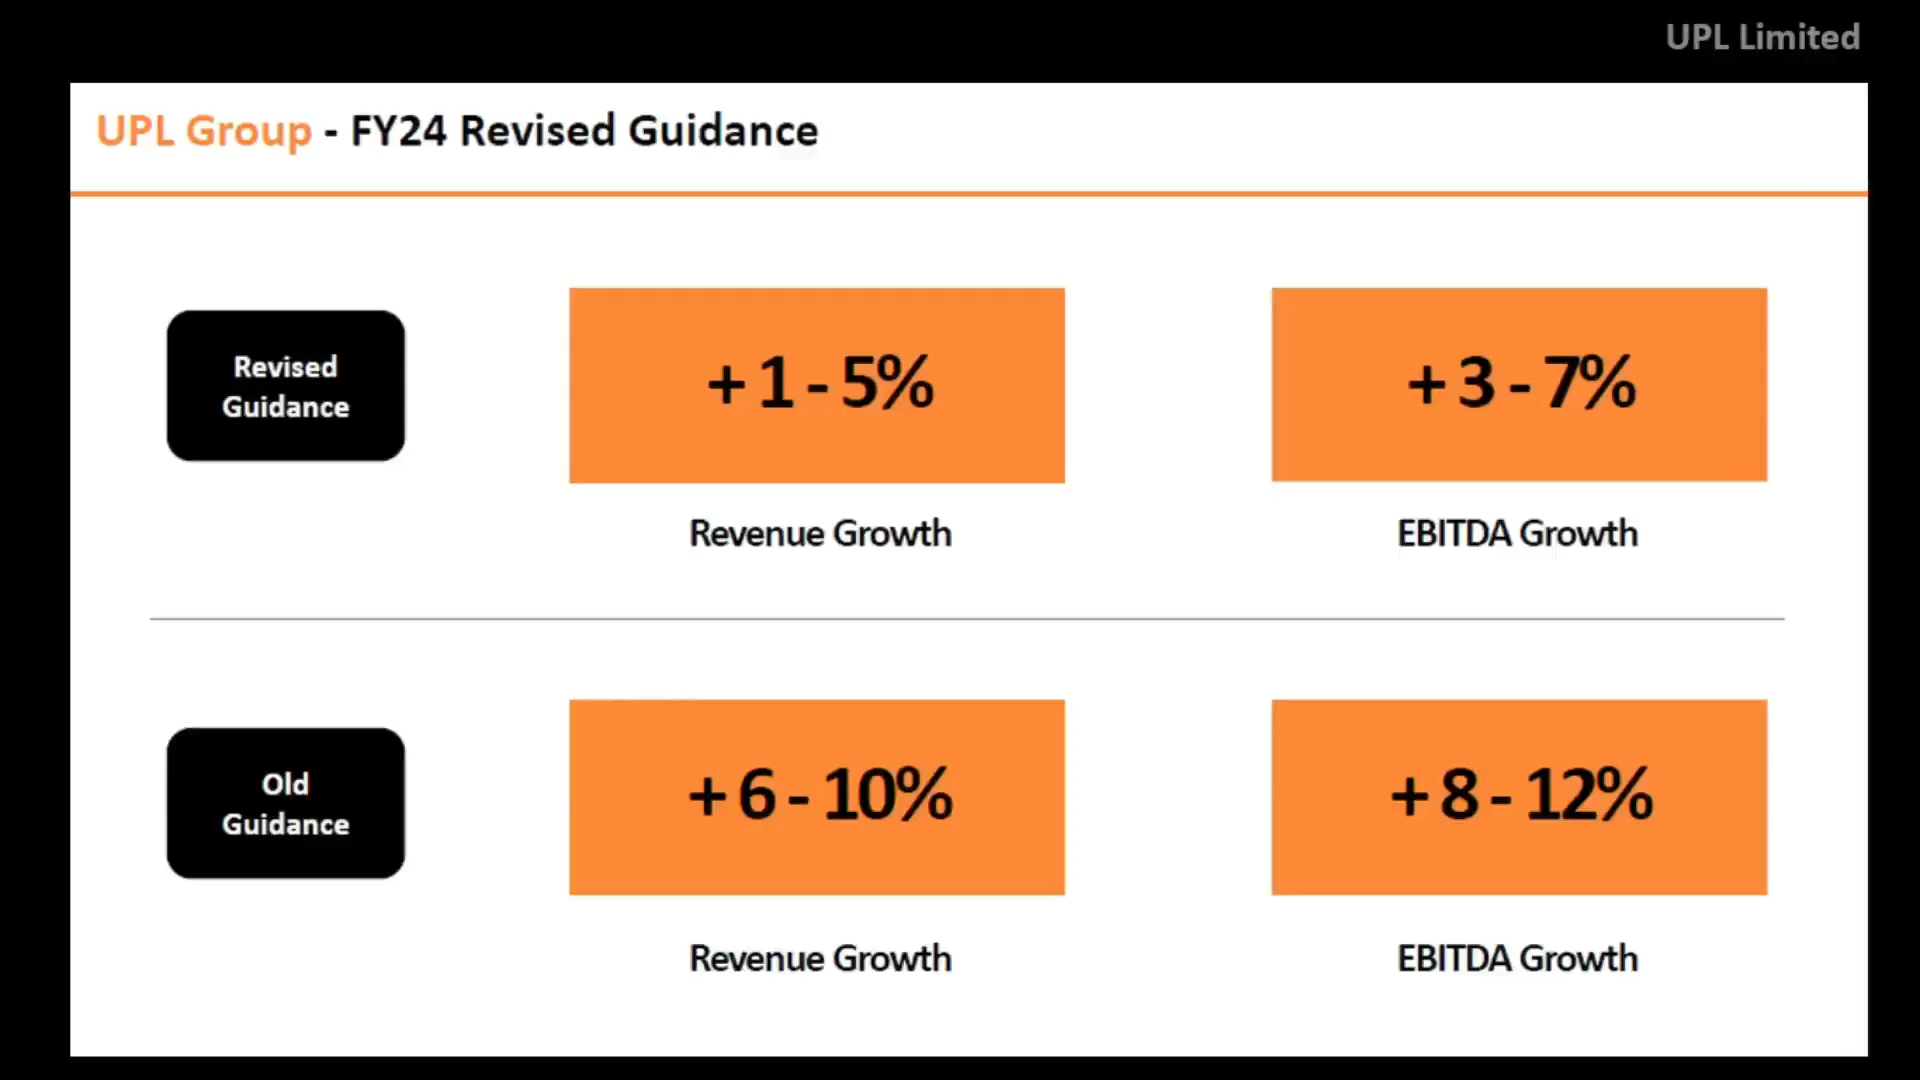 UPL Limited
UPL Group - FY24 Revised Guidance
Revised
Guidance
+ 1 - 5%
+ 3 - 7%
Revenue Growth
EBITDA Growth
Old
Guidance
+ 6 - 10%
+ 8 - 12%
Revenue Growth
EBITDA Growth